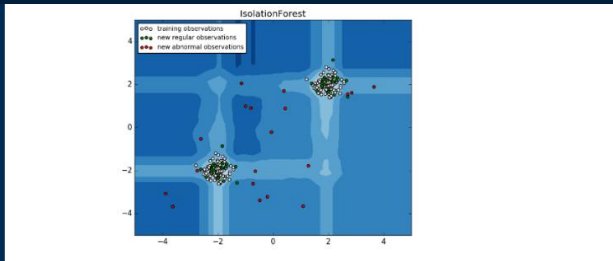 IsolationForest
training observations
new regular observations
new abnormal observations
4
2
0
−2
−4
−4
−2
0
2
4